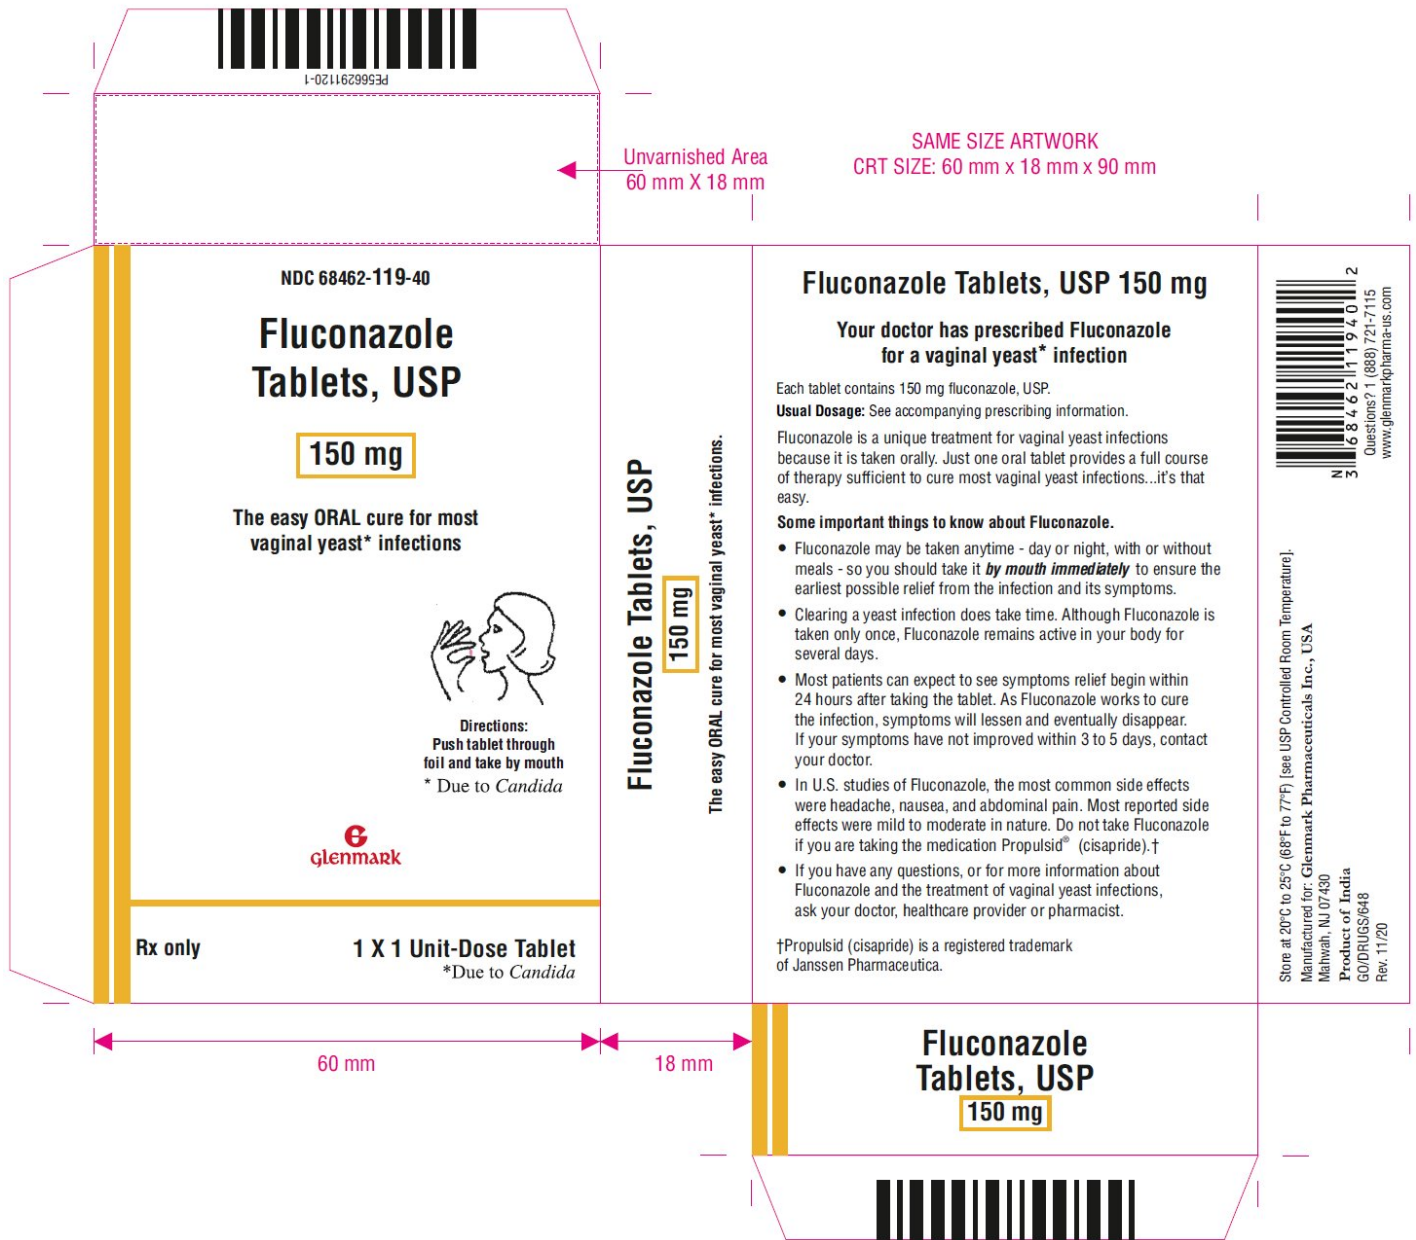 PE566291120-1
Unvarnished Area
60 mm X 18 mm
SAME SIZE ARTWORK
CRT SIZE: 60 mm x 18 mm x 90 mm
NDC 68462-119-40
Fluconazole
Tablets, USP
150 mg
The easy ORAL cure for most
vaginal yeast* infections
Directions:
Push tablet through
foil and take by mouth
* Due to Candida
Glenmark
Rx only
1 X 1 Unit-Dose Tablet
*Due to Candida
60 mm
Fluconazole Tablets, USP
150 mg
The easy ORAL cure for most vaginal yeast* infections.
18 mm
Fluconazole Tablets, USP 150 mg
Your doctor has prescribed Fluconazole
for a vaginal yeast* infection
Each tablet contains 150 mg fluconazole, USP.
Usual Dosage: See accompanying prescribing information.
Fluconazole is a unique treatment for vaginal yeast infections
because it is taken orally. Just one oral tablet provides a full course
of therapy sufficient to cure most vaginal yeast infections...it's that
easy.
Some important things to know about Fluconazole.
• Fluconazole may be taken anytime - day or night, with or without
meals - so you should take it by mouth immediately to ensure the
earliest possible relief from the infection and its symptoms.
• Clearing a yeast infection does take time. Although Fluconazole is
taken only once, Fluconazole remains active in your body for
several days.
• Most patients can expect to see symptoms relief begin within
24 hours after taking the tablet. As Fluconazole works to cure
the infection, symptoms will lessen and eventually disappear.
If your symptoms have not improved within 3 to 5 days, contact
your doctor.
• In U.S. studies of Fluconazole, the most common side effects
were headache, nausea, and abdominal pain. Most reported side
effects were mild to moderate in nature. Do not take Fluconazole
if you are taking the medication Propulsid® (cisapride).†
• If you have any questions, or for more information about
Fluconazole and the treatment of vaginal yeast infections,
ask your doctor, healthcare provider or pharmacist.
†Propulsid (cisapride) is a registered trademark
of Janssen Pharmaceutica.
Fluconazole
Tablets, USP
150 mg
N
3 68462 11940 2
Questions? 1 (888) 721-7115
www.glenmarkpharma-us.com
Store at 20°C to 25°C (68°F to 77°F) [see USP Controlled Room Temperature].
Manufactured for: Glenmark Pharmaceuticals Inc., USA
Mahwah, NJ 07430
Product of India
GO/DRUGS/648
Rev. 11/20